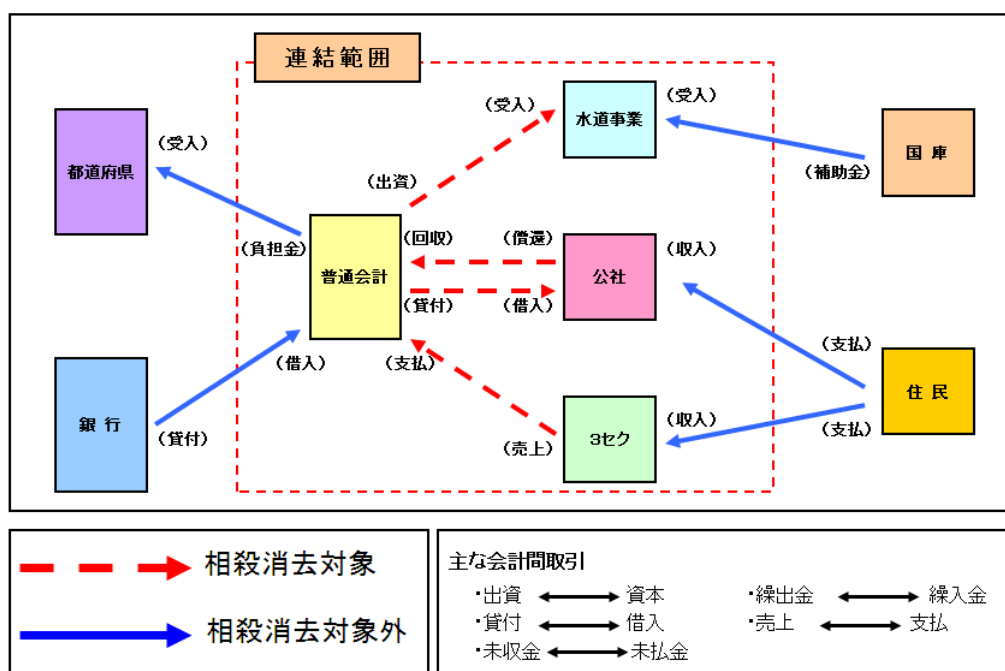 連結範囲
(受入)
水道事業
(受入)
都道府県
(受入)
国庫
(補助金)
(出資)
(負担金)
(回収)
(償還)
普通会計
公社
(収入)
(貸付)
(借入)
(借入)
(支払)
(支払)
住民
銀行
(貸付)
(売上)
3セク
(収入)
(支払)
相殺消去対象
相殺消去対象外
主な会計間取引
・出資 資本
・繰出金 繰入金
・貸付 借入
・売上 支払
・未収金 未払金